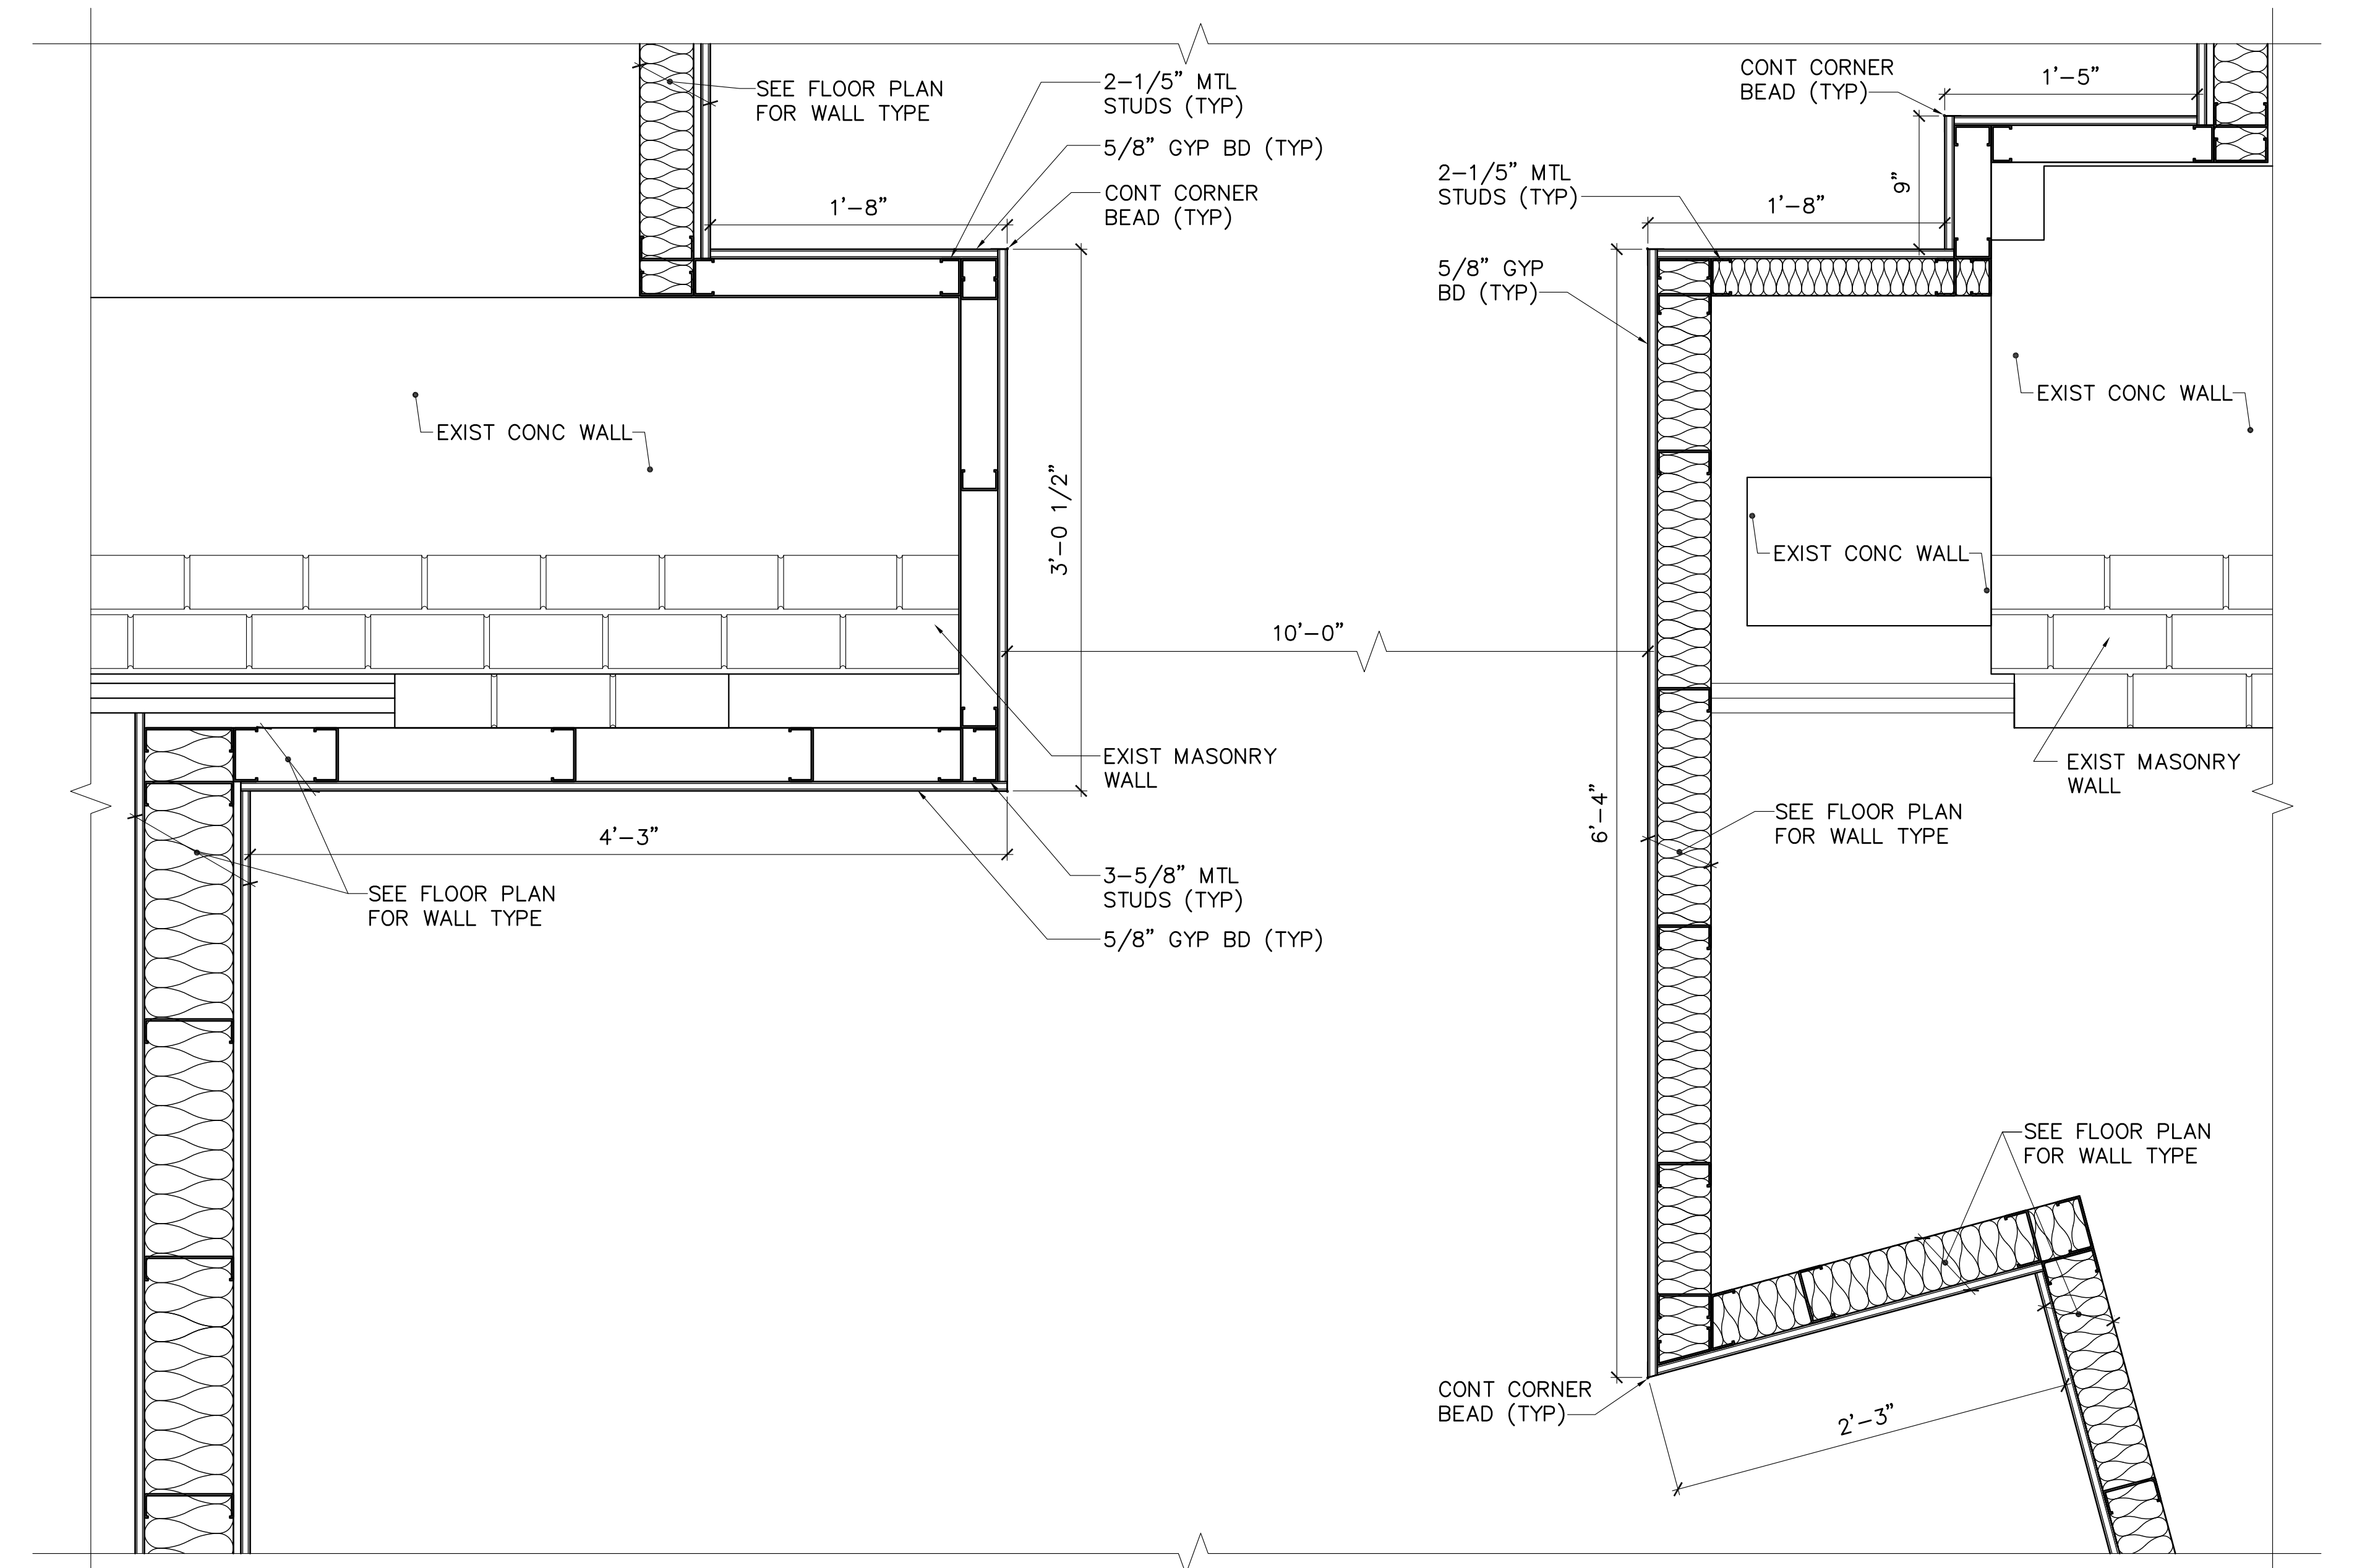 SEE FLOOR PLAN
FOR WALL TYPE
2-1/5” MTL
STUDS (TYP)
5/8” GYP BD (TYP)
CONT CORNER
BEAD (TYP)
1’-8”
EXIST CONC WALL
3’-0 1/2”
10’-0”
EXIST MASONRY
WALL
4’-3”
SEE FLOOR PLAN
FOR WALL TYPE
3-5/8” MTL
STUDS (TYP)
5/8” GYP BD (TYP)
CONT CORNER
BEAD (TYP)
1’-5”
2-1/5” MTL
STUDS (TYP)
9”
1’-8”
5/8” GYP
BD (TYP)
EXIST CONC WALL
EXIST CONC WALL
EXIST MASONRY
WALL
6’-4”
SEE FLOOR PLAN
FOR WALL TYPE
SEE FLOOR PLAN
FOR WALL TYPE
CONT CORNER
BEAD (TYP)
2’-3”